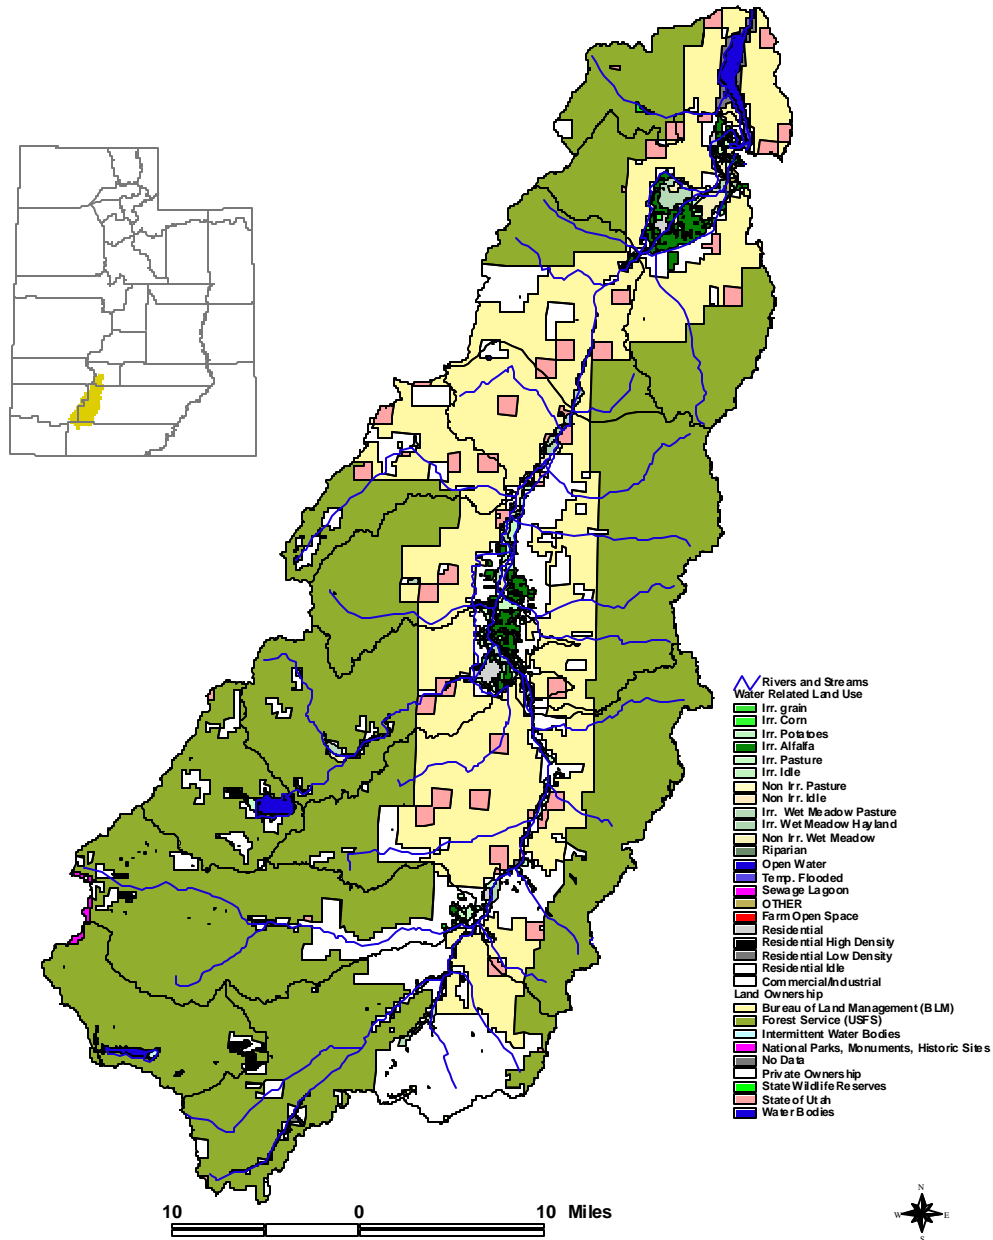 Rivers and Streams
Water Related Land Use
Irr. grain
Irr. Corn
Irr. Potatoes
Irr. Alfalfa
Irr. Pasture
Irr. Idle
Non Irr. Pasture
Non Irr. Idle
Irr. Wet Meadow Pasture
Irr. Wet Meadow Hayland
Non Irr. Wet Meadow
Riparian
Open Water
Temp. Flooded
Sewage Lagoon
OTHER
Farm Open Space
Residential
Residential High Density
Residential Low Density
Residential Idle
Commercial/Industrial
Land Ownership
Bureau of Land Management (BLM)
Forest Service (USFS)
Intermittent Water Bodies
National Parks, Monuments, Historic Sites
No Data
Private Ownership
State Wildlife Reserves
State of Utah
Water Bodies
10 0 10 Miles
N
W E
S